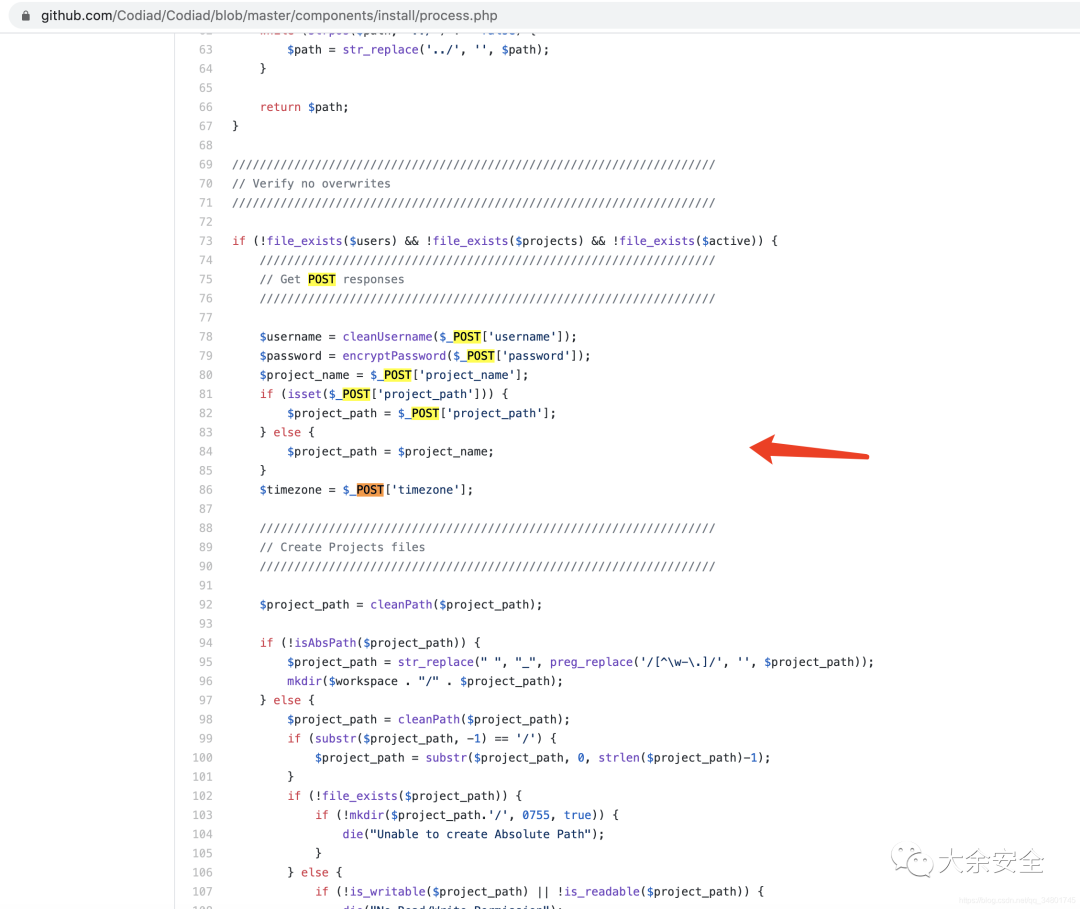 github.com/Codiad/Codiad/blob/master/components/install/process.php
63 $path = str_replace('../', '', $path);
64 }
65
66 return $path;
67 }
68
69 //////////////////////////////////////////////////////////////////////
70 // Verify no overwrites
71 //////////////////////////////////////////////////////////////////////
72
73 if (!file_exists($users) && !file_exists($projects) && !file_exists($active)) {
74 //////////////////////////////////////////////////////////////////
75 // Get POST responses
76 //////////////////////////////////////////////////////////////////
77
78 $username = cleanUsername($_POST['username']);
79 $password = encryptPassword($_POST['password']);
80 $project_name = $_POST['project_name'];
81 if (isset($_POST['project_path'])) {
82 $project_path = $_POST['project_path'];
83 } else {
84 $project_path = $project_name;
85 }
86 $timezone = $_POST['timezone'];
87
88 //////////////////////////////////////////////////////////////////
89 // Create Projects files
90 //////////////////////////////////////////////////////////////////
91
92 $project_path = cleanPath($project_path);
93
94 if (!isAbsPath($project_path)) {
95 $project_path = str_replace(" ", "_", preg_replace('/[^\w-\.]/', '', $project_path));
96 mkdir($workspace . "/" . $project_path);
97 } else {
98 $project_path = cleanPath($project_path);
99 if (substr($project_path, -1) == '/') {
100 $project_path = substr($project_path, 0, strlen($project_path)-1);
101 }
102 if (!file_exists($project_path)) {
103 if (!mkdir($project_path.'/', 0755, true)) {
104 die("Unable to create Absolute Path");
105 }
106 } else {
107 if (!is_writable($project_path) || !is_readable($project_path)) {
大余安全